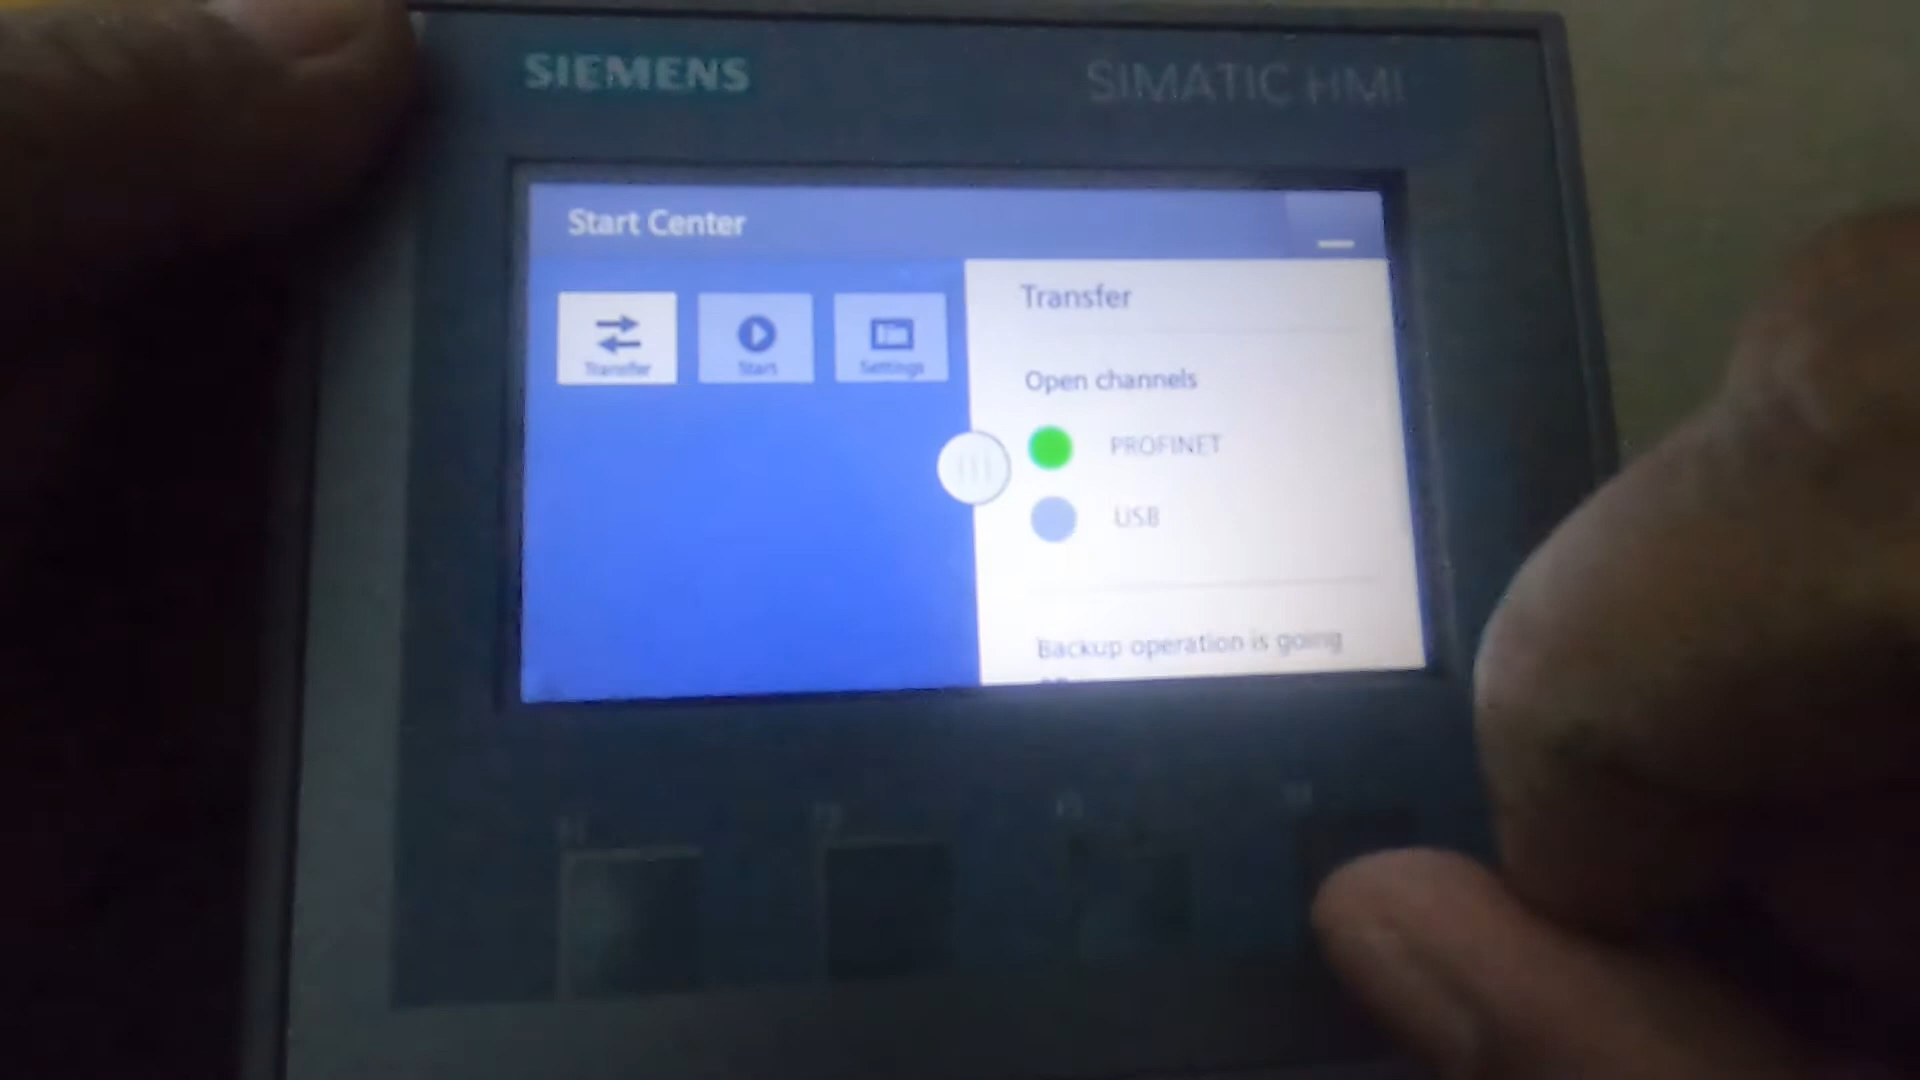 SIEMENS
SIMATIC HMI
Start Center
Transfer
Start
Settings
Transfer
Open channels
PROFINET
USB
Backup operation is going